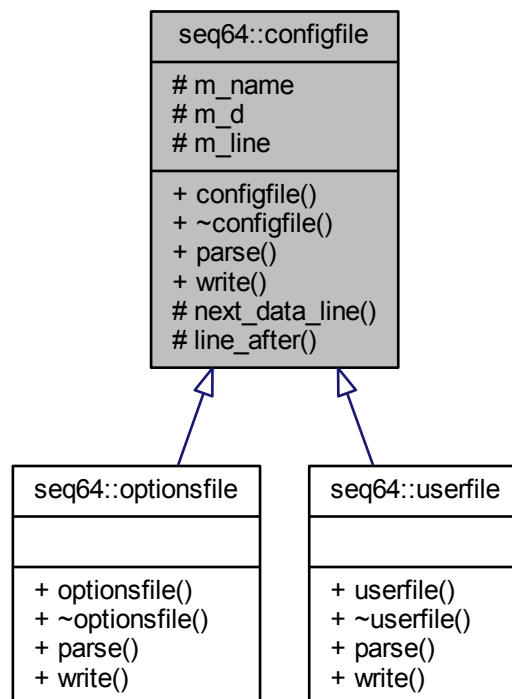 seq64::configfile
# m_name
# m_d
# m_line
+ configfile()
+ ~configfile()
+ parse()
+ write()
# next_data_line()
# line_after()
seq64::optionsfile
+ optionsfile()
+ ~optionsfile()
+ parse()
+ write()
seq64::userfile
+ userfile()
+ ~userfile()
+ parse()
+ write()